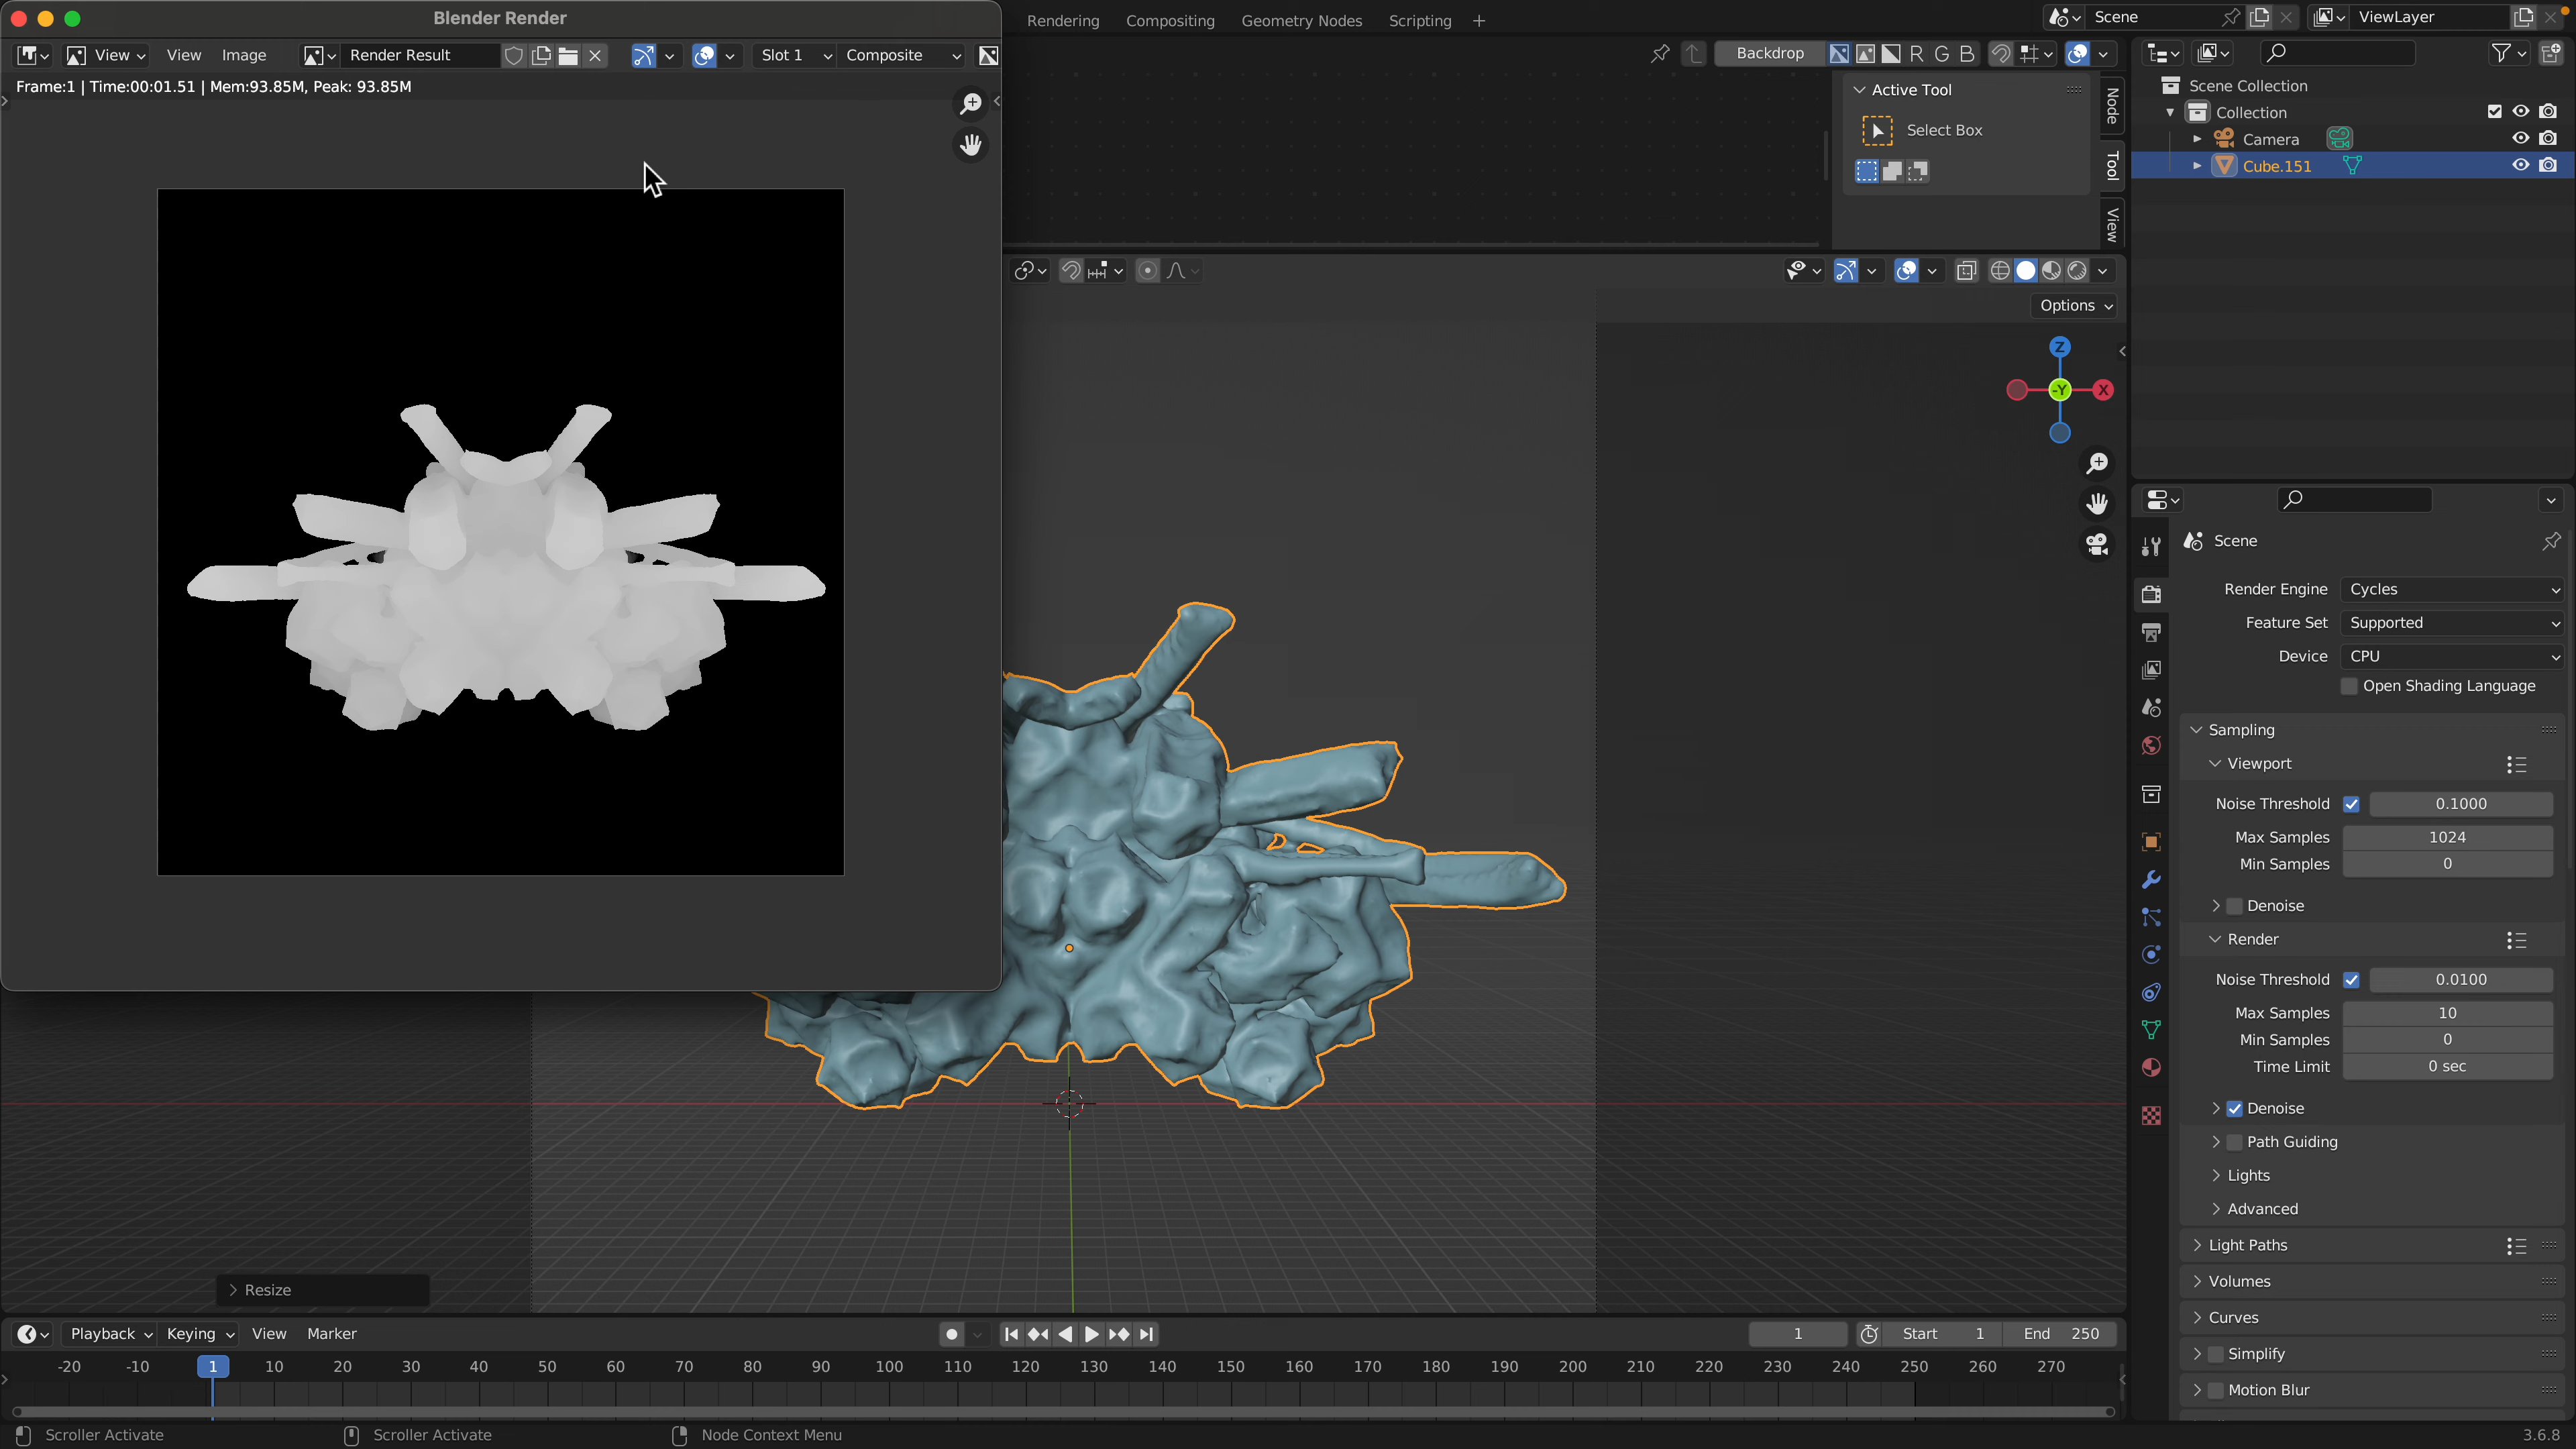 Blender Render
Rendering Compositing Geometry Nodes Scripting +
Scene
ViewLayer
View View Image Render Result Slot 1 Composite
Backdrop R G B
Frame:1 | Time:00:01.51 | Mem:93.85M, Peak: 93.85M
Active Tool
Select Box
Node
Tool
View
Scene Collection
Collection
Camera
Cube.151
Options
Z
-Y
X
Scene
Render Engine Cycles
Feature Set Supported
Device CPU
Open Shading Language
Sampling
Viewport
Noise Threshold 0.1000
Max Samples 1024
Min Samples 0
Denoise
Render
Noise Threshold 0.0100
Max Samples 10
Min Samples 0
Time Limit 0 sec
Denoise
Path Guiding
Lights
Advanced
Light Paths
Volumes
Curves
Simplify
Motion Blur
Resize
Playback Keying View Marker
1 Start 1 End 250
-20 -10 1 10 20 30 40 50 60 70 80 90 100 110 120 130 140 150 160 170 180 190 200 210 220 230 240 250 260 270
Scroller Activate Scroller Activate Node Context Menu
3.6.8